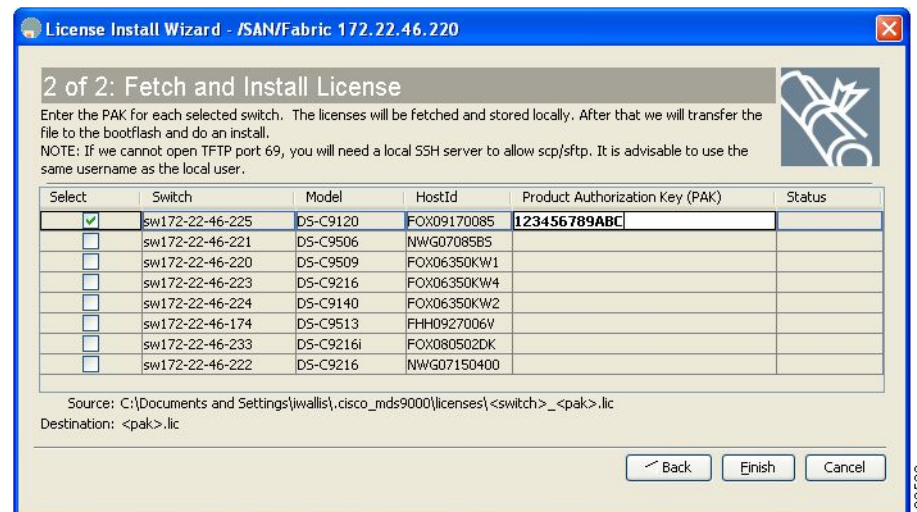 License Install Wizard - /SAN/Fabric 172.22.46.220
2 of 2: Fetch and Install License
Enter the PAK for each selected switch. The licenses will be fetched and stored locally. After that we will transfer the
file to the bootflash and do an install.
NOTE: If we cannot open TFTP port 69, you will need a local SSH server to allow scp/sftp. It is advisable to use the
same username as the local user.
Select Switch Model HostId Product Authorization Key (PAK) Status
sw172-22-46-225 DS-C9120 FOX09170085 123456789ABC
sw172-22-46-221 DS-C9506 NWG07085B5
sw172-22-46-220 DS-C9509 FOX06350KW1
sw172-22-46-223 DS-C9216 FOX06350KW4
sw172-22-46-224 DS-C9140 FOX06350KW2
sw172-22-46-174 DS-C9513 FHH0927006V
sw172-22-46-233 DS-C9216i FOX080502DK
sw172-22-46-222 DS-C9216 NWG07150400
Source: C:\Documents and Settings\iwallis\.cisco_mds9000\licenses\<switch>_<pak>.lic
Destination: <pak>.lic
Back Finish Cancel